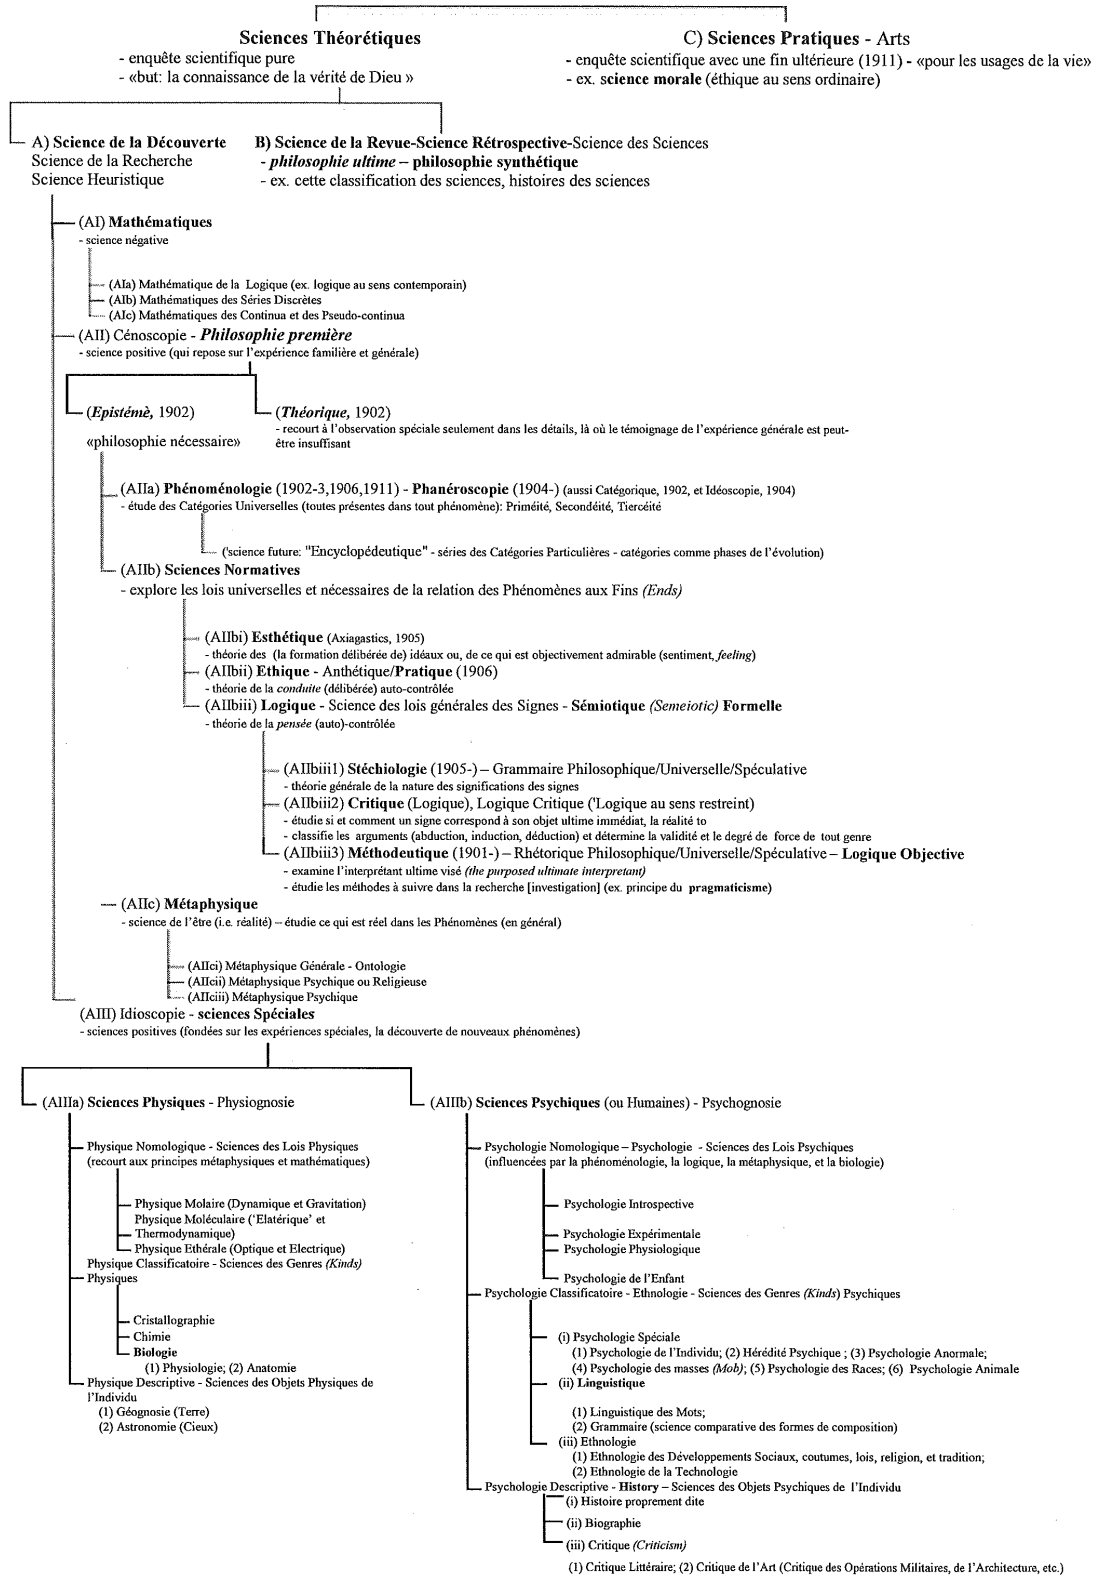 Sciences Théorétiques
- enquête scientifique pure
- «but: la connaissance de la vérité de Dieu »
C) Sciences Pratiques - Arts
- enquête scientifique avec une fin ultérieure (1911) - «pour les usages de la vie»
- ex. science morale (éthique au sens ordinaire)
A) Science de la Découverte
Science de la Recherche
Science Heuristique
B) Science de la Revue-Science Rétrospective-Science des Sciences
- philosophie ultime – philosophie synthétique
- ex. cette classification des sciences, histoires des sciences
(AI) Mathématiques
- science négative
(AIa) Mathématique de la Logique (ex. logique au sens contemporain)
(AIb) Mathématiques des Séries Discrètes
(AIc) Mathématiques des Continua et des Pseudo-continua
(AII) Cénoscopie - Philosophie première
- science positive (qui repose sur l'expérience familière et générale)
(Epistémè, 1902)
«philosophie nécessaire»
(Théorique, 1902)
- recourt à l'observation spéciale seulement dans les détails, là où le témoignage de l'expérience générale est peut-
être insuffisant
(AIIa) Phénoménologie (1902-3,1906,1911) - Phanéroscopie (1904-) (aussi Catégorique, 1902, et Idéoscopie, 1904)
- étude des Catégories Universelles (toutes présentes dans tout phénomène): Priméité, Secondéité, Tiercéité
('science future: "Encyclopédeutique" - séries des Catégories Particulières - catégories comme phases de l'évolution)
(AIIb) Sciences Normatives
- explore les lois universelles et nécessaires de la relation des Phénomènes aux Fins (Ends)
(AIIbi) Esthétique (Axiagastics, 1905)
- théorie des (la formation délibérée de) idéaux ou, de ce qui est objectivement admirable (sentiment, feeling)
(AIIbii) Ethique - Anthétique/Pratique (1906)
- théorie de la conduite (délibérée) auto-contrôlée
(AIIbiii) Logique - Science des lois générales des Signes - Sémiotique (Semeiotic) Formelle
- théorie de la pensée (auto)-contrôlée
(AIIbiii1) Stéchiologie (1905-) – Grammaire Philosophique/Universelle/Spéculative
- théorie générale de la nature des significations des signes
(AIIbiii2) Critique (Logique), Logique Critique ('Logique au sens restreint)
- étudie si et comment un signe correspond à son objet ultime immédiat, la réalité to
- classifie les arguments (abduction, induction, déduction) et détermine la validité et le degré de force de tout genre
(AIIbiii3) Méthodeutique (1901-) – Rhétorique Philosophique/Universelle/Spéculative – Logique Objective
- examine l'interprétant ultime visé (the purposed ultimate interpretant)
- étudie les méthodes à suivre dans la recherche [investigation] (ex. principe du pragmaticisme)
(AIIc) Métaphysique
- science de l'être (i.e. réalité) – étudie ce qui est réel dans les Phénomènes (en général)
(AIIci) Métaphysique Générale - Ontologie
(AIIcii) Métaphysique Psychique ou Religieuse
(AIIciii) Métaphysique Psychique
(AIII) Idioscopie - sciences Spéciales
- sciences positives (fondées sur les expériences spéciales, la découverte de nouveaux phénomènes)
(AIIIa) Sciences Physiques - Physiognosie
Physique Nomologique - Sciences des Lois Physiques
(recourt aux principes métaphysiques et mathématiques)
Physique Molaire (Dynamique et Gravitation)
Physique Moléculaire ('Elatérique' et
Thermodynamique)
Physique Ethérale (Optique et Electrique)
Physique Classificatoire - Sciences des Genres (Kinds)
Physiques
Cristallographie
Chimie
Biologie
(1) Physiologie; (2) Anatomie
Physique Descriptive - Sciences des Objets Physiques de
l'Individu
(1) Géognosie (Terre)
(2) Astronomie (Cieux)
(AIIIb) Sciences Psychiques (ou Humaines) - Psychognosie
Psychologie Nomologique – Psychologie - Sciences des Lois Psychiques
(influencées par la phénoménologie, la logique, la métaphysique, et la biologie)
Psychologie Introspective
Psychologie Expérimentale
Psychologie Physiologique
Psychologie de l'Enfant
Psychologie Classificatoire - Ethnologie - Sciences des Genres (Kinds) Psychiques
(i) Psychologie Spéciale
(1) Psychologie de l'Individu; (2) Hérédité Psychique ; (3) Psychologie Anormale;
(4) Psychologie des masses (Mob); (5) Psychologie des Races; (6) Psychologie Animale
(ii) Linguistique
(1) Linguistique des Mots;
(2) Grammaire (science comparative des formes de composition)
(iii) Ethnologie
(1) Ethnologie des Développements Sociaux, coutumes, lois, religion, et tradition;
(2) Ethnologie de la Technologie
Psychologie Descriptive - History – Sciences des Objets Psychiques de l'Individu
(i) Histoire proprement dite
(ii) Biographie
(iii) Critique (Criticism)
(1) Critique Littéraire; (2) Critique de l'Art (Critique des Opérations Militaires, de l'Architecture, etc.)